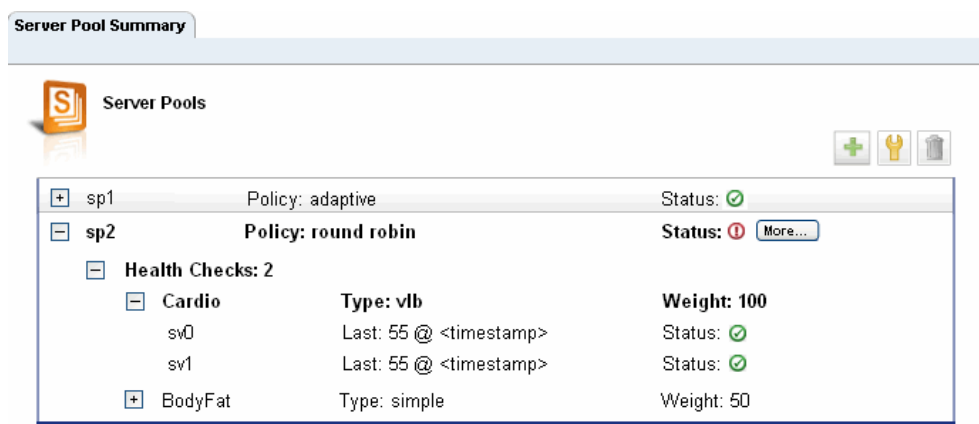 Server Pool Summary
S
Server Pools
sp1 Policy: adaptive Status:
sp2 Policy: round robin Status: More...
Health Checks: 2
Cardio Type: vlb Weight: 100
sv0 Last: 55 @ <timestamp> Status:
sv1 Last: 55 @ <timestamp> Status:
BodyFat Type: simple Weight: 50